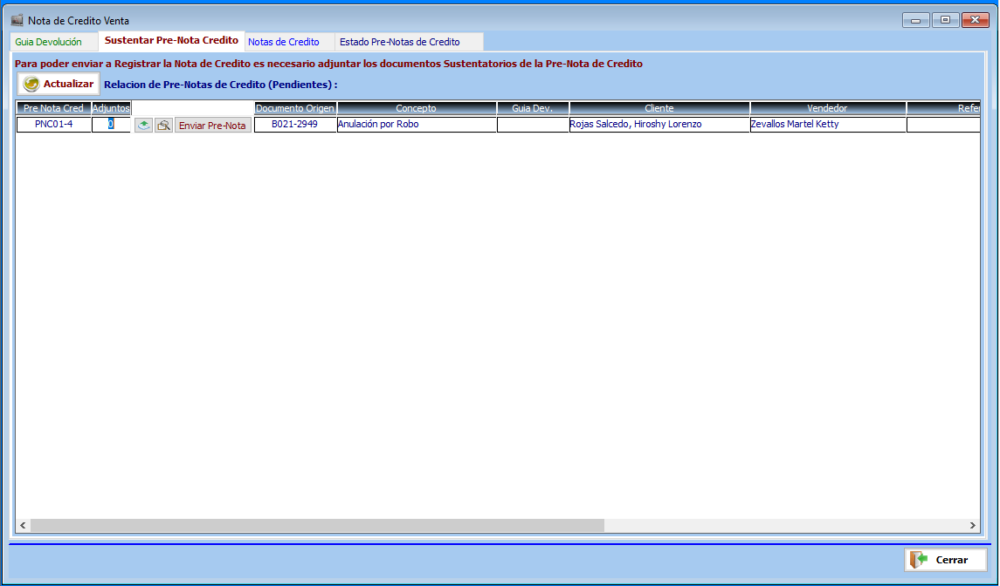 Nota de Credito Venta
Guia Devolución Sustentar Pre-Nota Credito Notas de Credito Estado Pre-Notas de Credito
Para poder enviar a Registrar la Nota de Credito es necesario adjuntar los documentos Sustentatorios de la Pre-Nota de Credito
Actualizar Relacion de Pre-Notas de Credito (Pendientes) :
Pre Nota Cred Adjuntos Documento Origen Concepto Guia Dev. Cliente Vendedor Refer
PNC01-4 0 Enviar Pre-Nota B021-2949 Anulación por Robo Rojas Salcedo, Hiroshy Lorenzo Zevallos Martel Ketty
Cerrar